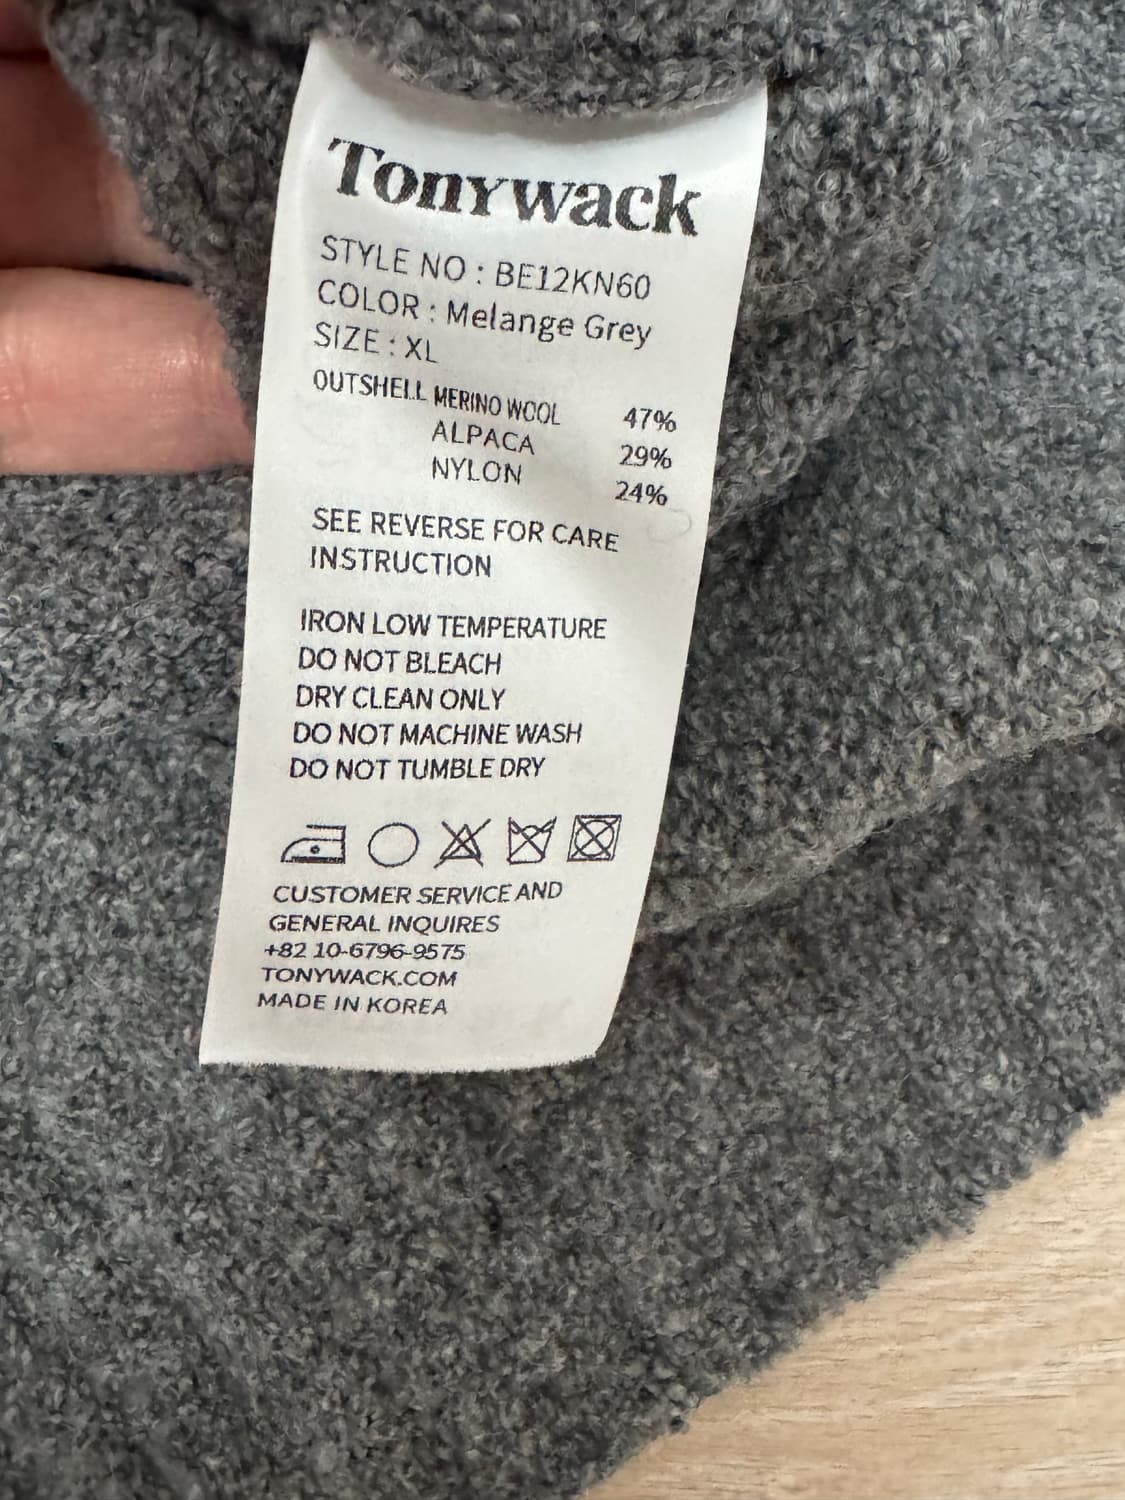 Tonywack
STYLE NO : BE12KN60
COLOR : Melange Grey
SIZE : XL
OUTSHELL MERINO WOOL 47%
ALPACA 29%
NYLON 24%
SEE REVERSE FOR CARE
INSTRUCTION
IRON LOW TEMPERATURE
DO NOT BLEACH
DRY CLEAN ONLY
DO NOT MACHINE WASH
DO NOT TUMBLE DRY
CUSTOMER SERVICE AND
GENERAL INQUIRES
+82 10-6796-9575
TONYWACK.COM
MADE IN KOREA